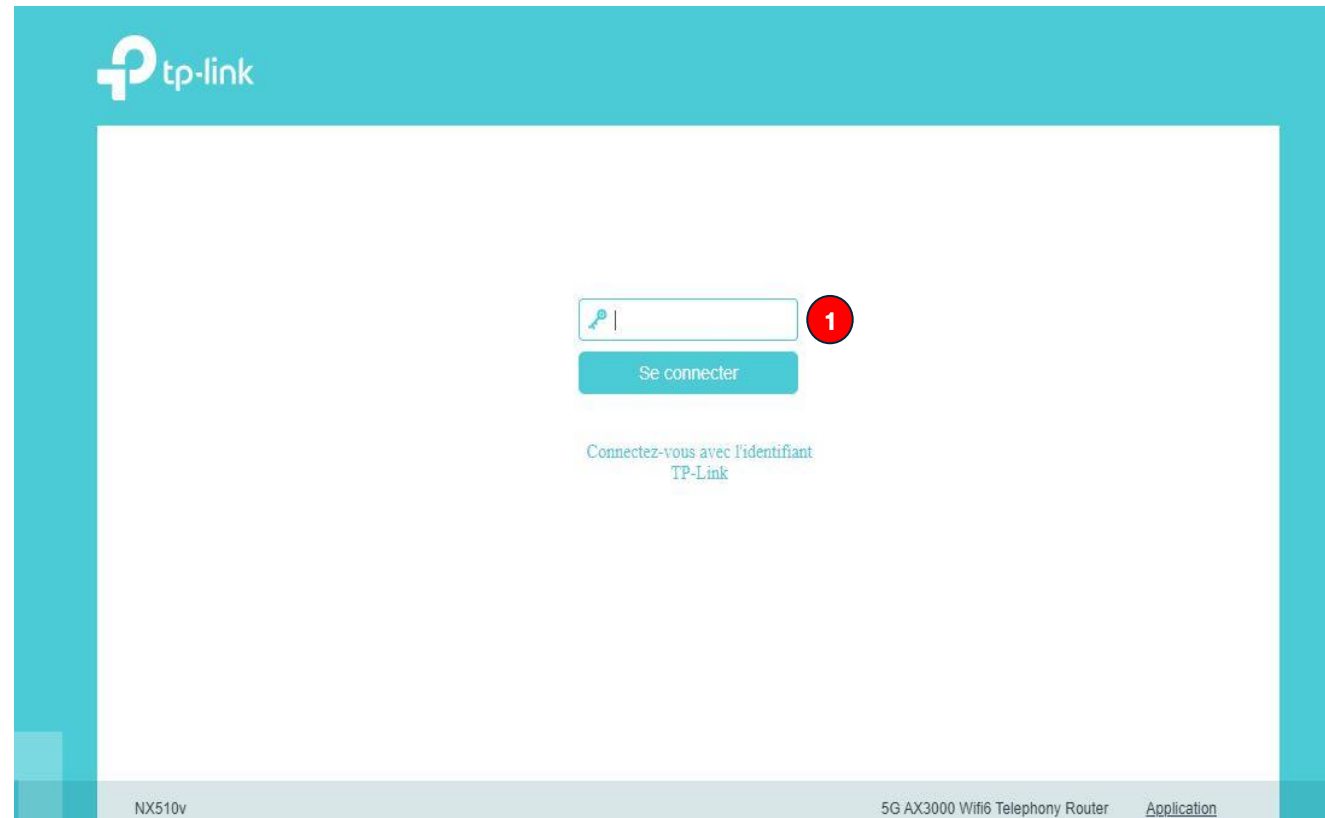 tp-link
1
Se connecter
Connectez-vous avec l'identifiant
TP-Link
NX510v 5G AX3000 Wifi6 Telephony Router Application